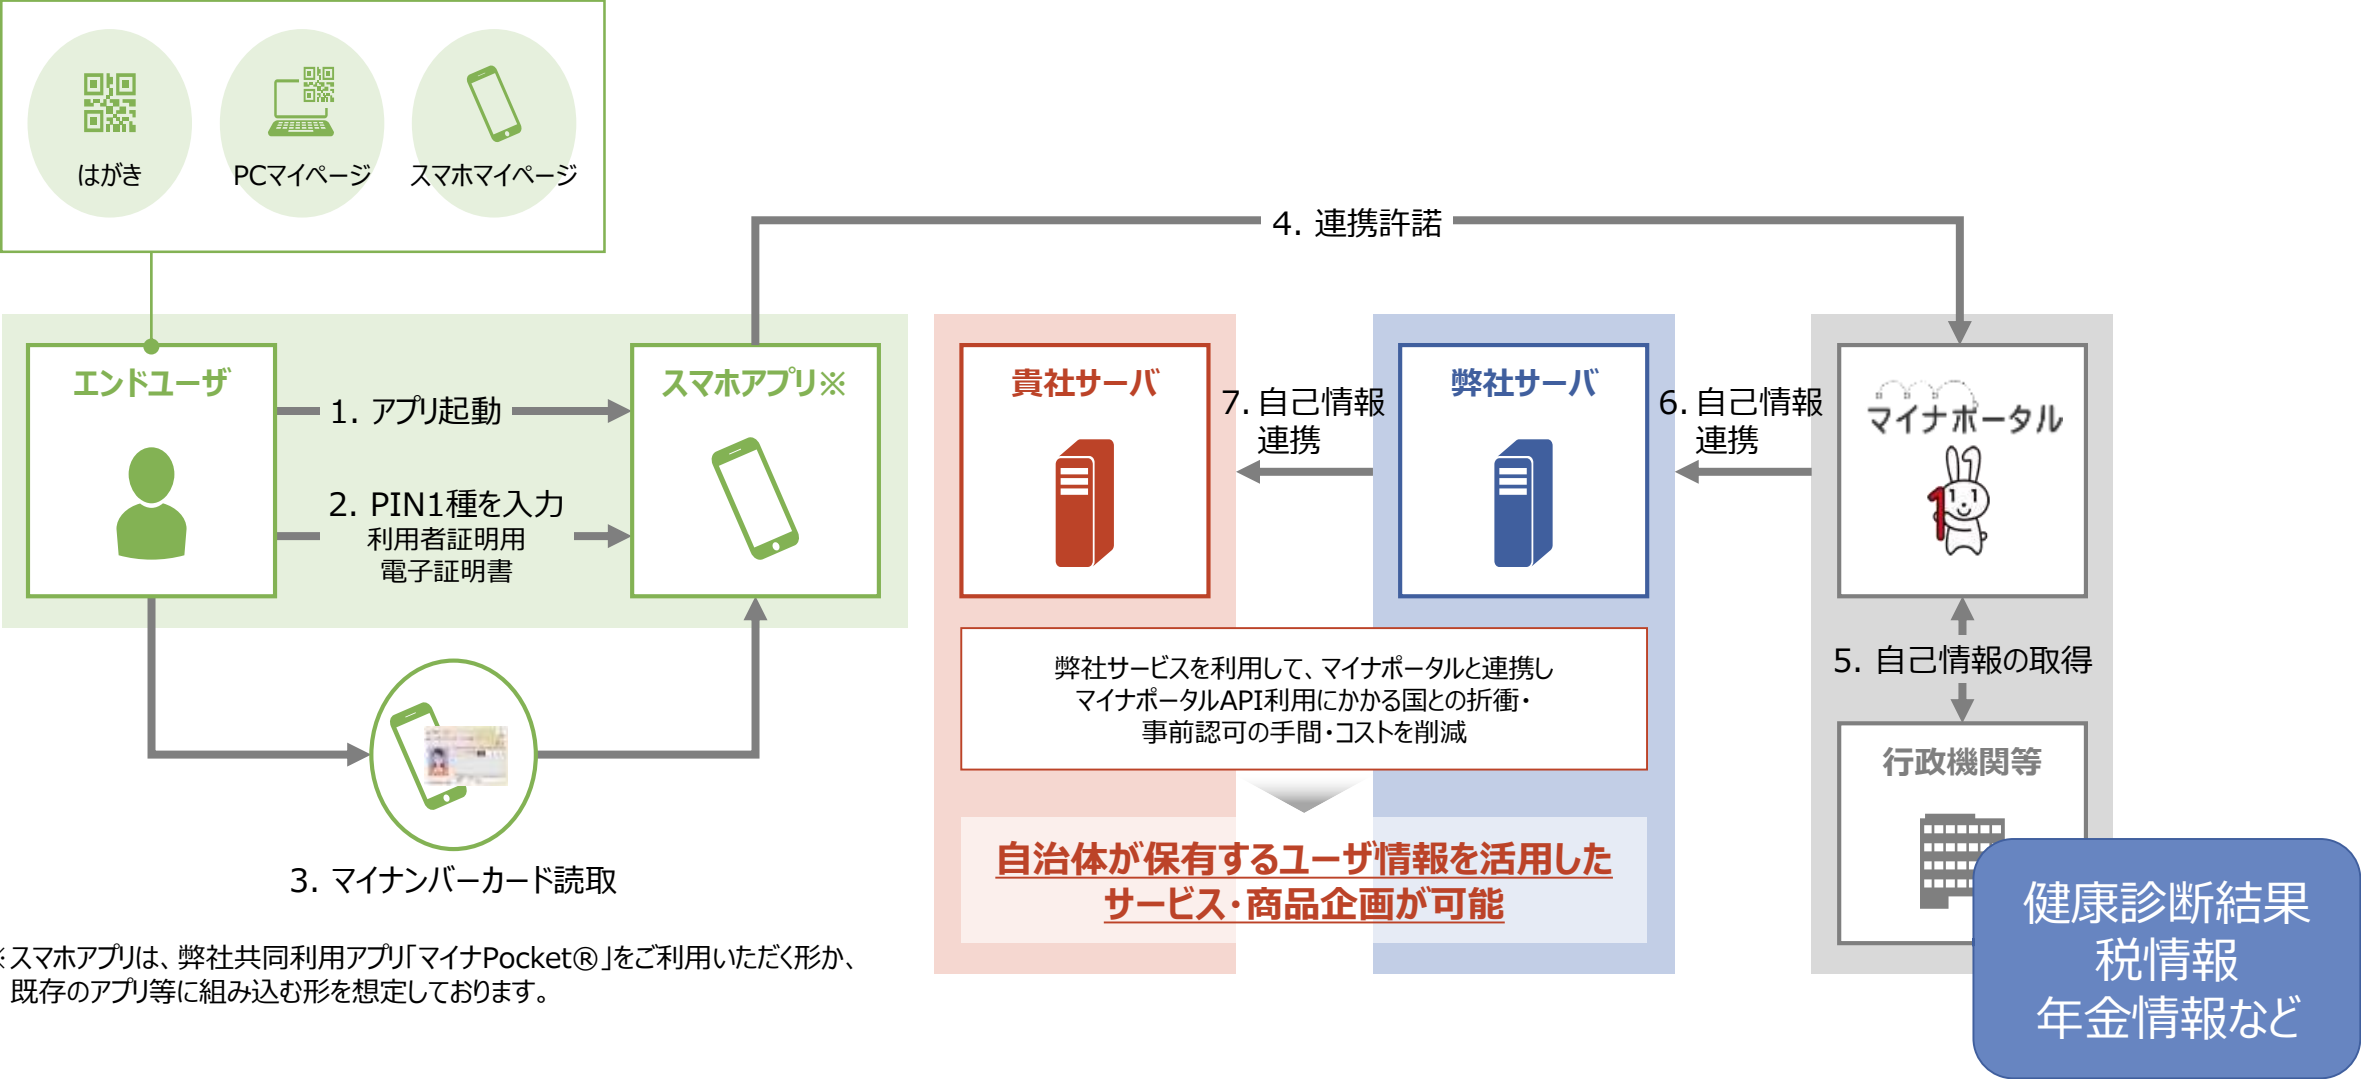 はがき
PCマイページ
スマホマイページ
4. 連携許諾
エンドユーザ
1. アプリ起動
2. PIN1種を入力
利用者証明用
電子証明書
スマホアプリ※
3. マイナンバーカード読取
貴社サーバ
7. 自己情報
連携
弊社サーバ
6. 自己情報
連携
マイナポータル
5. 自己情報の取得
行政機関等
弊社サービスを利用して、マイナポータルと連携し
マイナポータルAPI利用にかかる国との折衝・
事前認可の手間・コストを削減
自治体が保有するユーザ情報を活用した
サービス・商品企画が可能
健康診断結果
税情報
年金情報など
※スマホアプリは、弊社共同利用アプリ「マイナPocket®」をご利用いただく形か、
既存のアプリ等に組み込む形を想定しております。